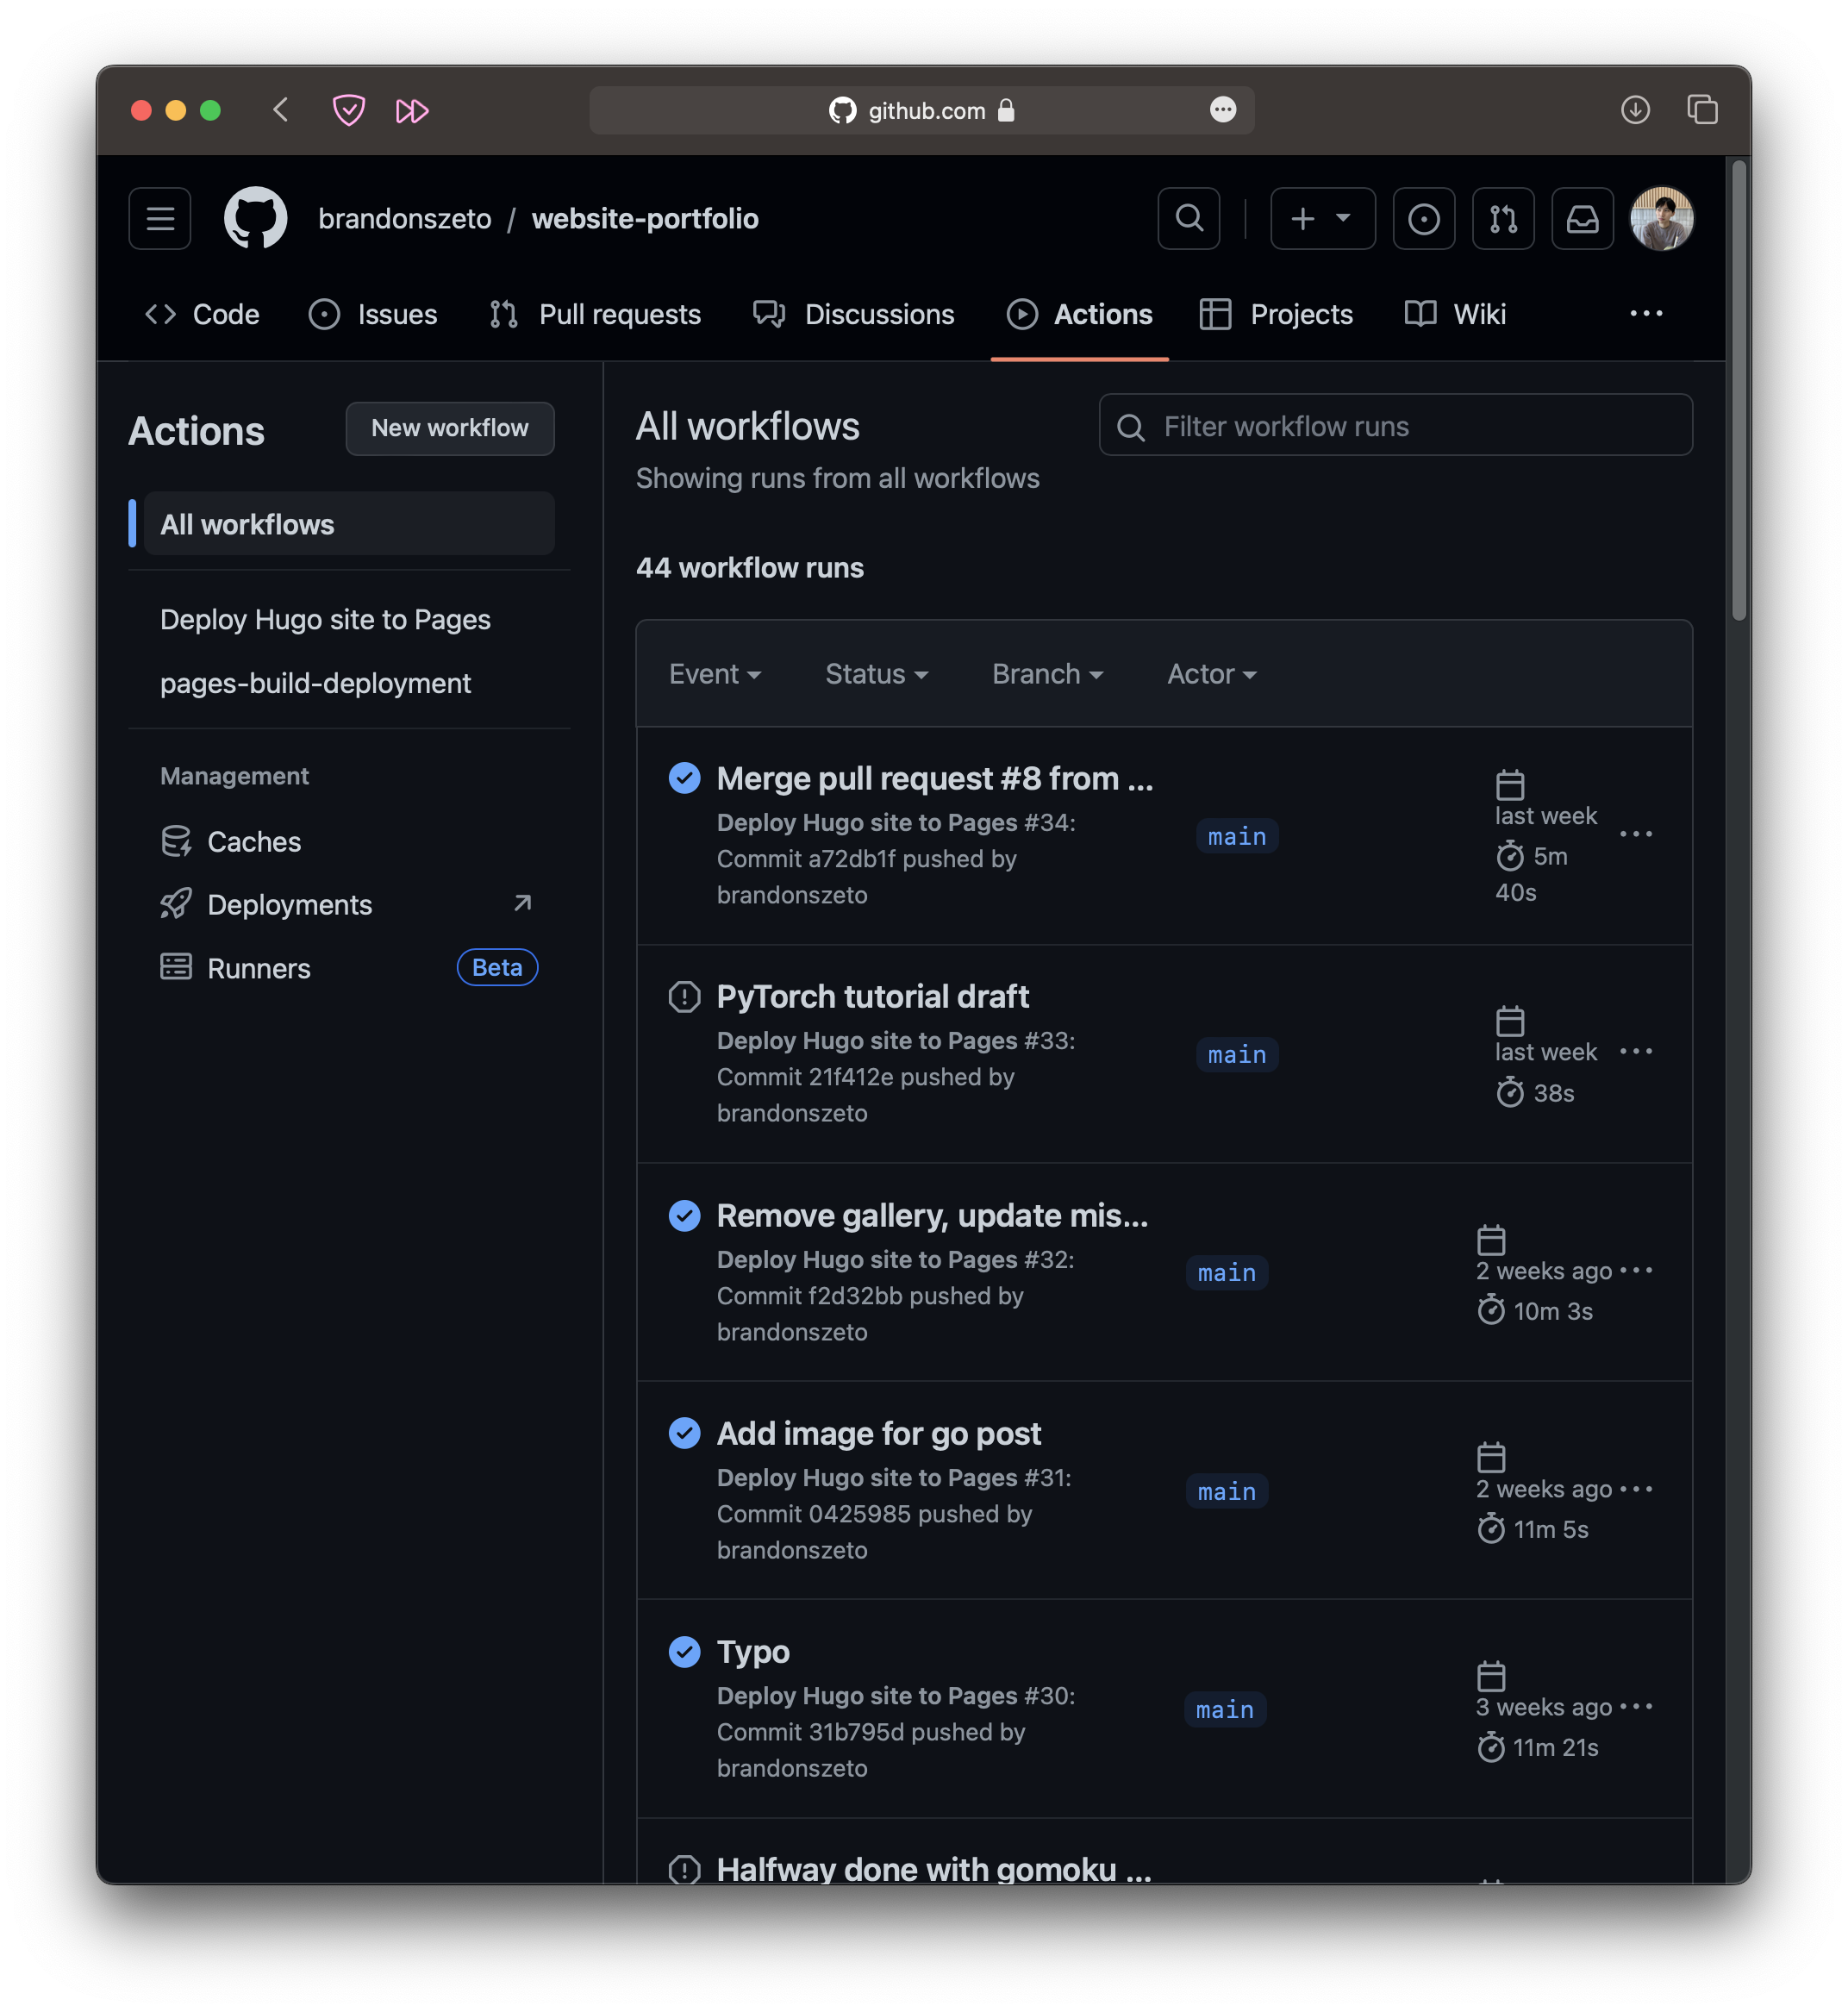 github.com
brandonszeto / website-portfolio
Code Issues Pull requests Discussions Actions Projects Wiki
Actions
New workflow
All workflows
Deploy Hugo site to Pages
pages-build-deployment
Management
Caches
Deployments
Runners Beta
All workflows
Filter workflow runs
Showing runs from all workflows
44 workflow runs
Event Status Branch Actor
Merge pull request #8 from ...
Deploy Hugo site to Pages #34:
Commit a72db1f pushed by
brandonszeto
main
last week
5m
40s
PyTorch tutorial draft
Deploy Hugo site to Pages #33:
Commit 21f412e pushed by
brandonszeto
main
last week
38s
Remove gallery, update mis...
Deploy Hugo site to Pages #32:
Commit f2d32bb pushed by
brandonszeto
main
2 weeks ago
10m 3s
Add image for go post
Deploy Hugo site to Pages #31:
Commit 0425985 pushed by
brandonszeto
main
2 weeks ago
11m 5s
Typo
Deploy Hugo site to Pages #30:
Commit 31b795d pushed by
brandonszeto
main
3 weeks ago
11m 21s
Halfway done with gomoku ...